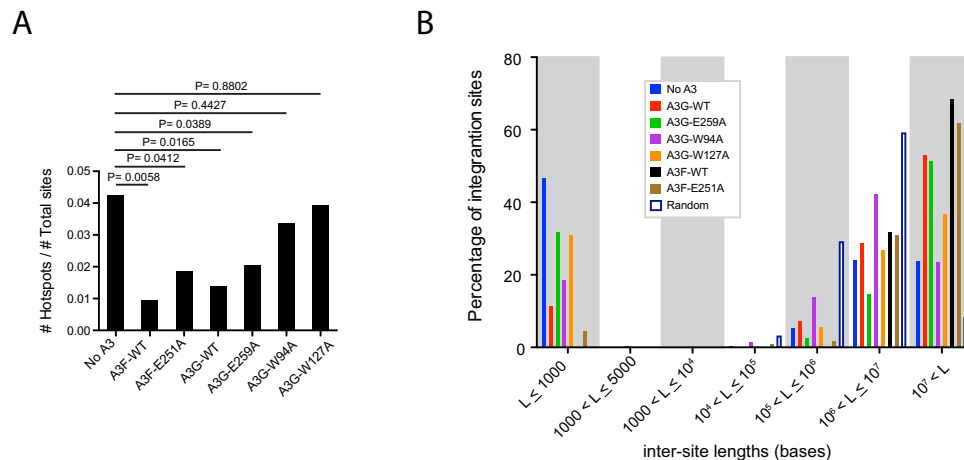 A
P= 0.8802
P= 0.4427
P= 0.0389
P= 0.0165
P= 0.0412
P= 0.0058
# Hotspots / # Total sites
0.05
0.04
0.03
0.02
0.01
0.00
No A3
A3F-WT
A3F-E251A
A3G-WT
A3G-E259A
A3G-W94A
A3G-W127A
B
Percentage of integrantion sites
80
60
40
20
0
No A3
A3G-WT
A3G-E259A
A3G-W94A
A3G-W127A
A3F-WT
A3F-E251A
Random
L ≤ 1000
1000 < L ≤ 5000
1000 < L ≤ 10⁴
10⁴ < L ≤ 10⁵
10⁵ < L ≤ 10⁶
10⁶ < L ≤ 10⁷
10⁷ < L
inter-site lengths (bases)